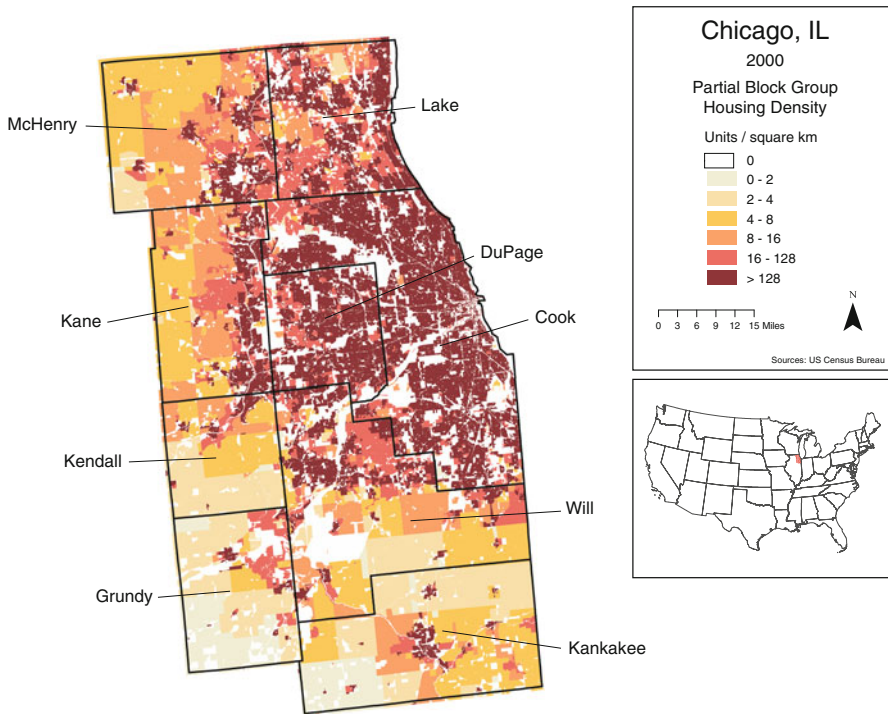 Chicago, IL
2000
Partial Block Group
Housing Density
Units / square km
0
0 - 2
2 - 4
4 - 8
8 - 16
16 - 128
> 128
N
0 3 6 9 12 15 Miles
Sources: US Census Bureau
McHenry
Lake
DuPage
Kane
Cook
Kendall
Will
Grundy
Kankakee